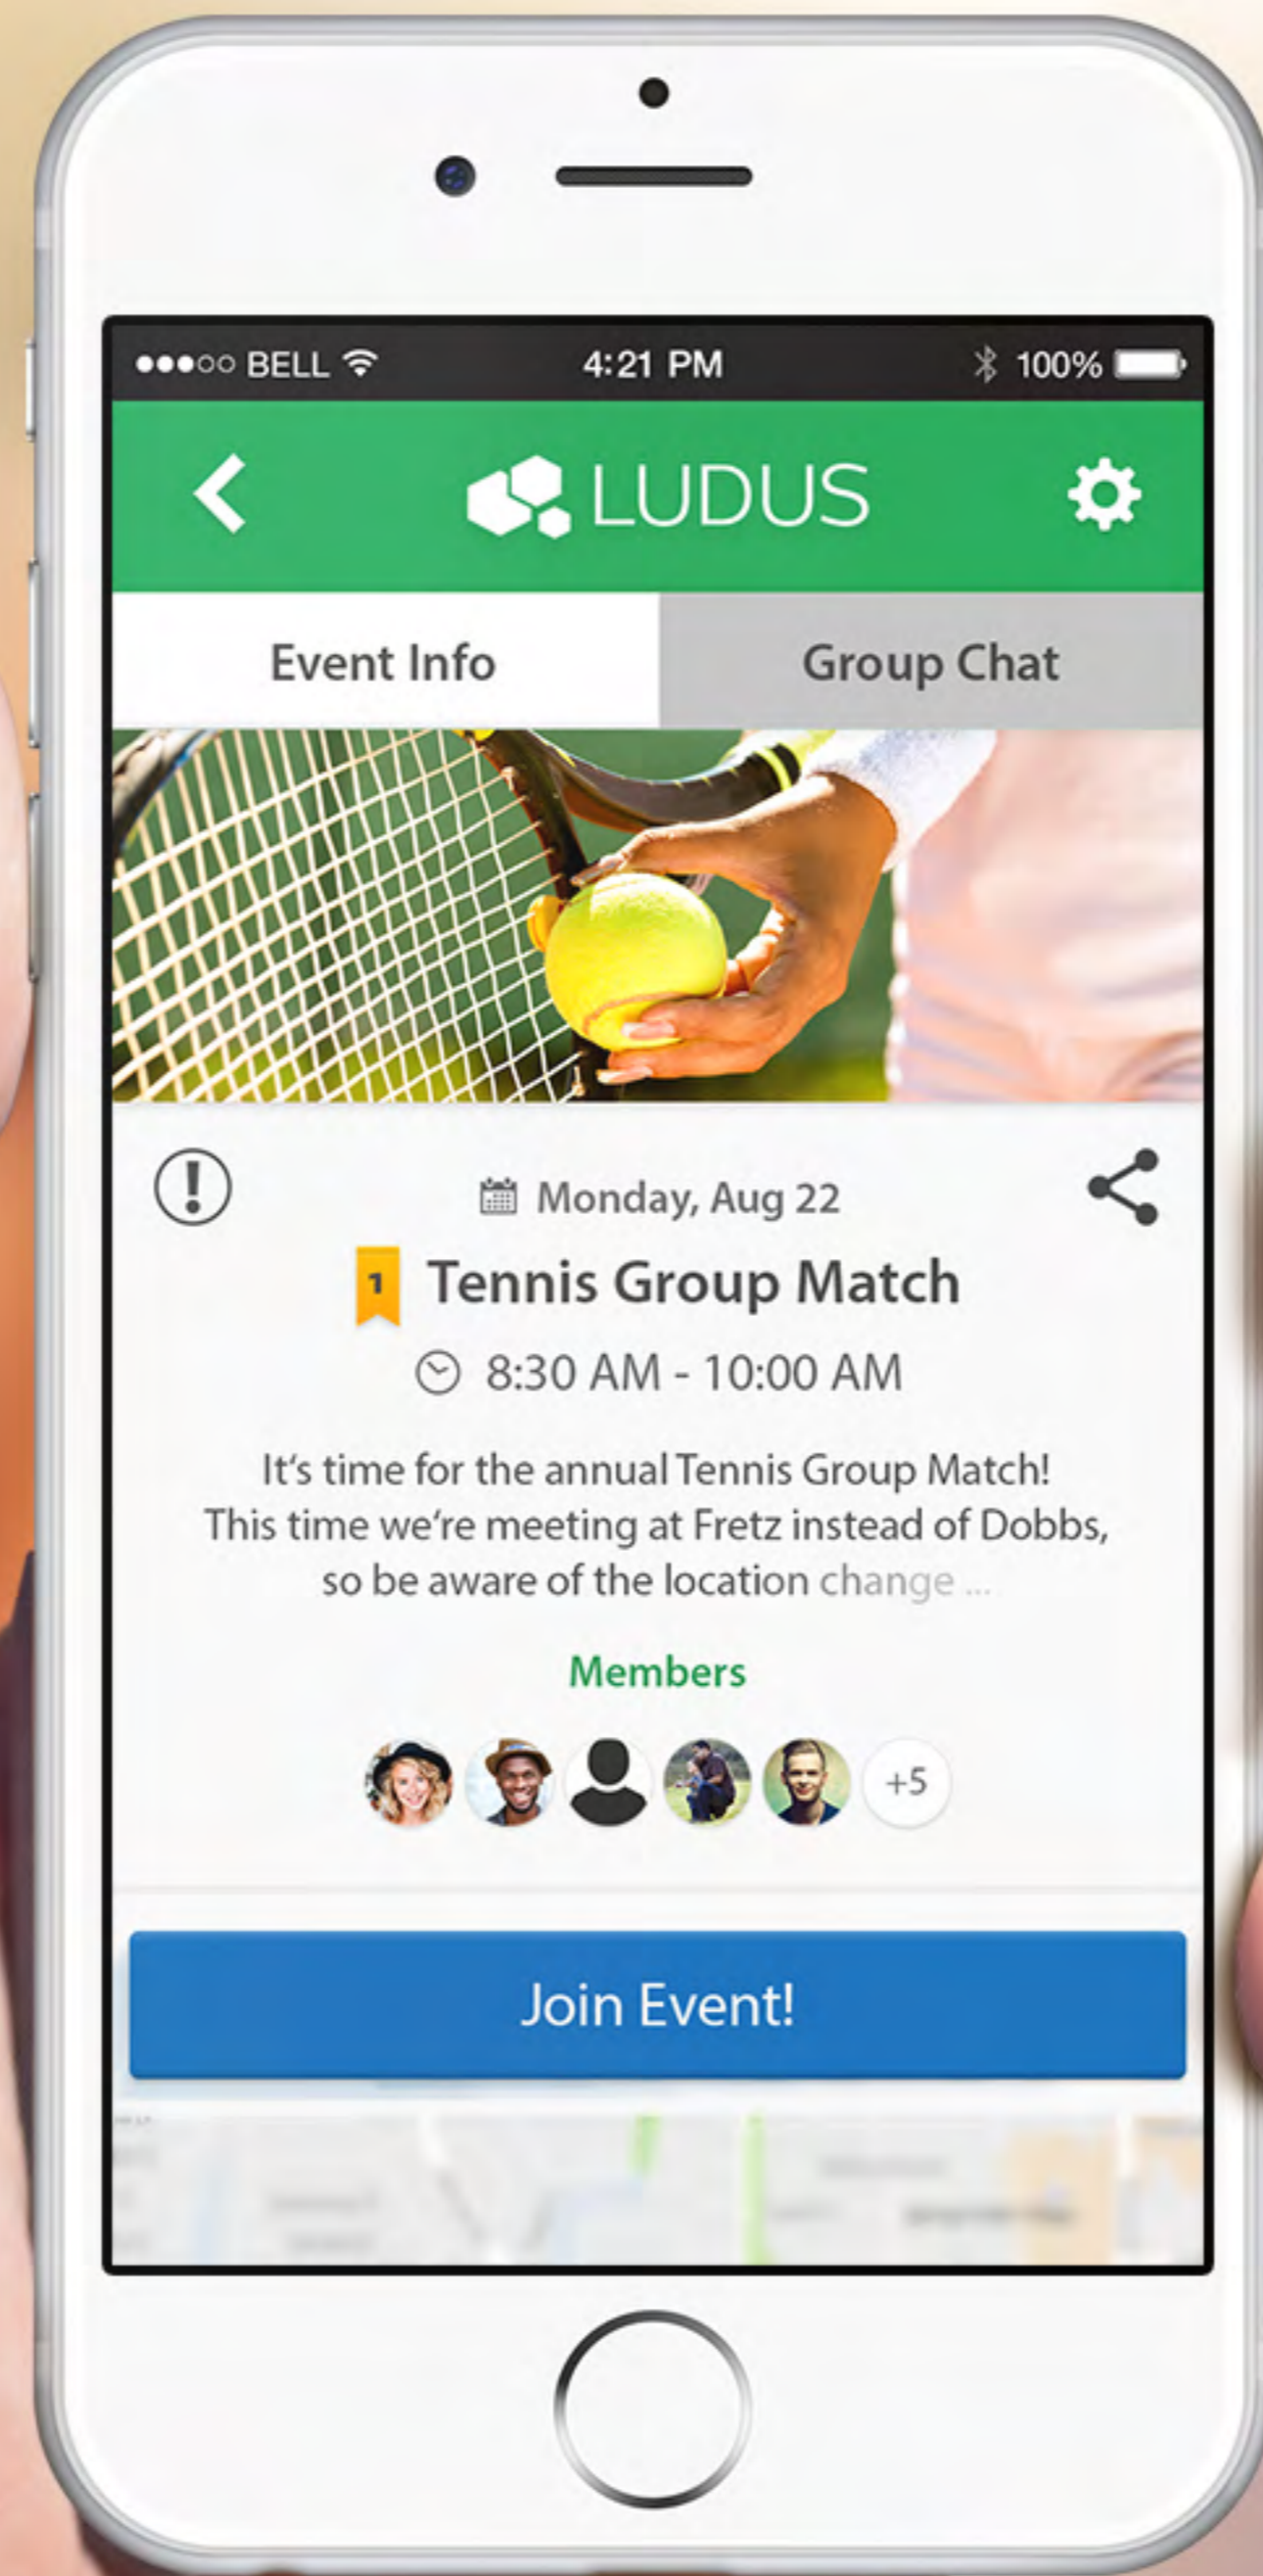 BELL
4:21 PM
100%
LUDUS
Event Info
Group Chat
Monday, Aug 22
1
Tennis Group Match
8:30 AM - 10:00 AM
It's time for the annual Tennis Group Match!
This time we're meeting at Fretz instead of Dobbs,
so be aware of the location change ...
Members
+5
Join Event!